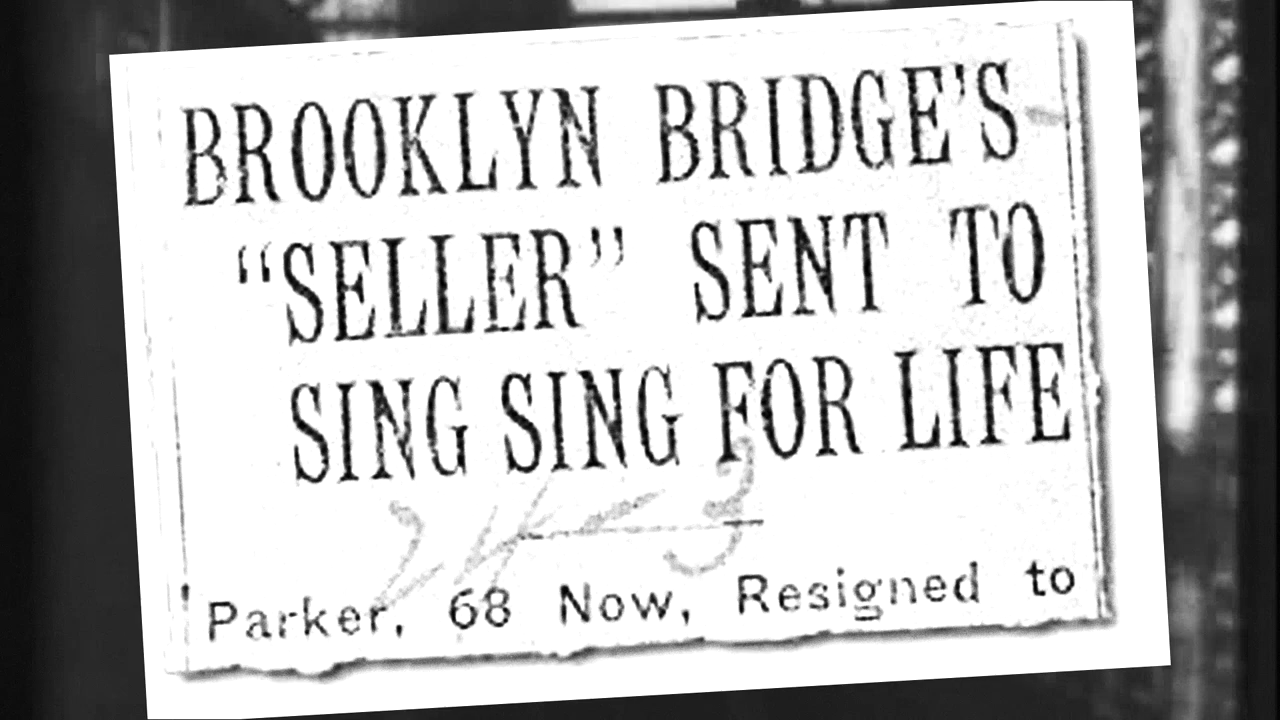 BROOKLYN BRIDGE'S
“SELLER” SENT TO
SING SING FOR LIFE
Parker, 68 Now, Resigned to